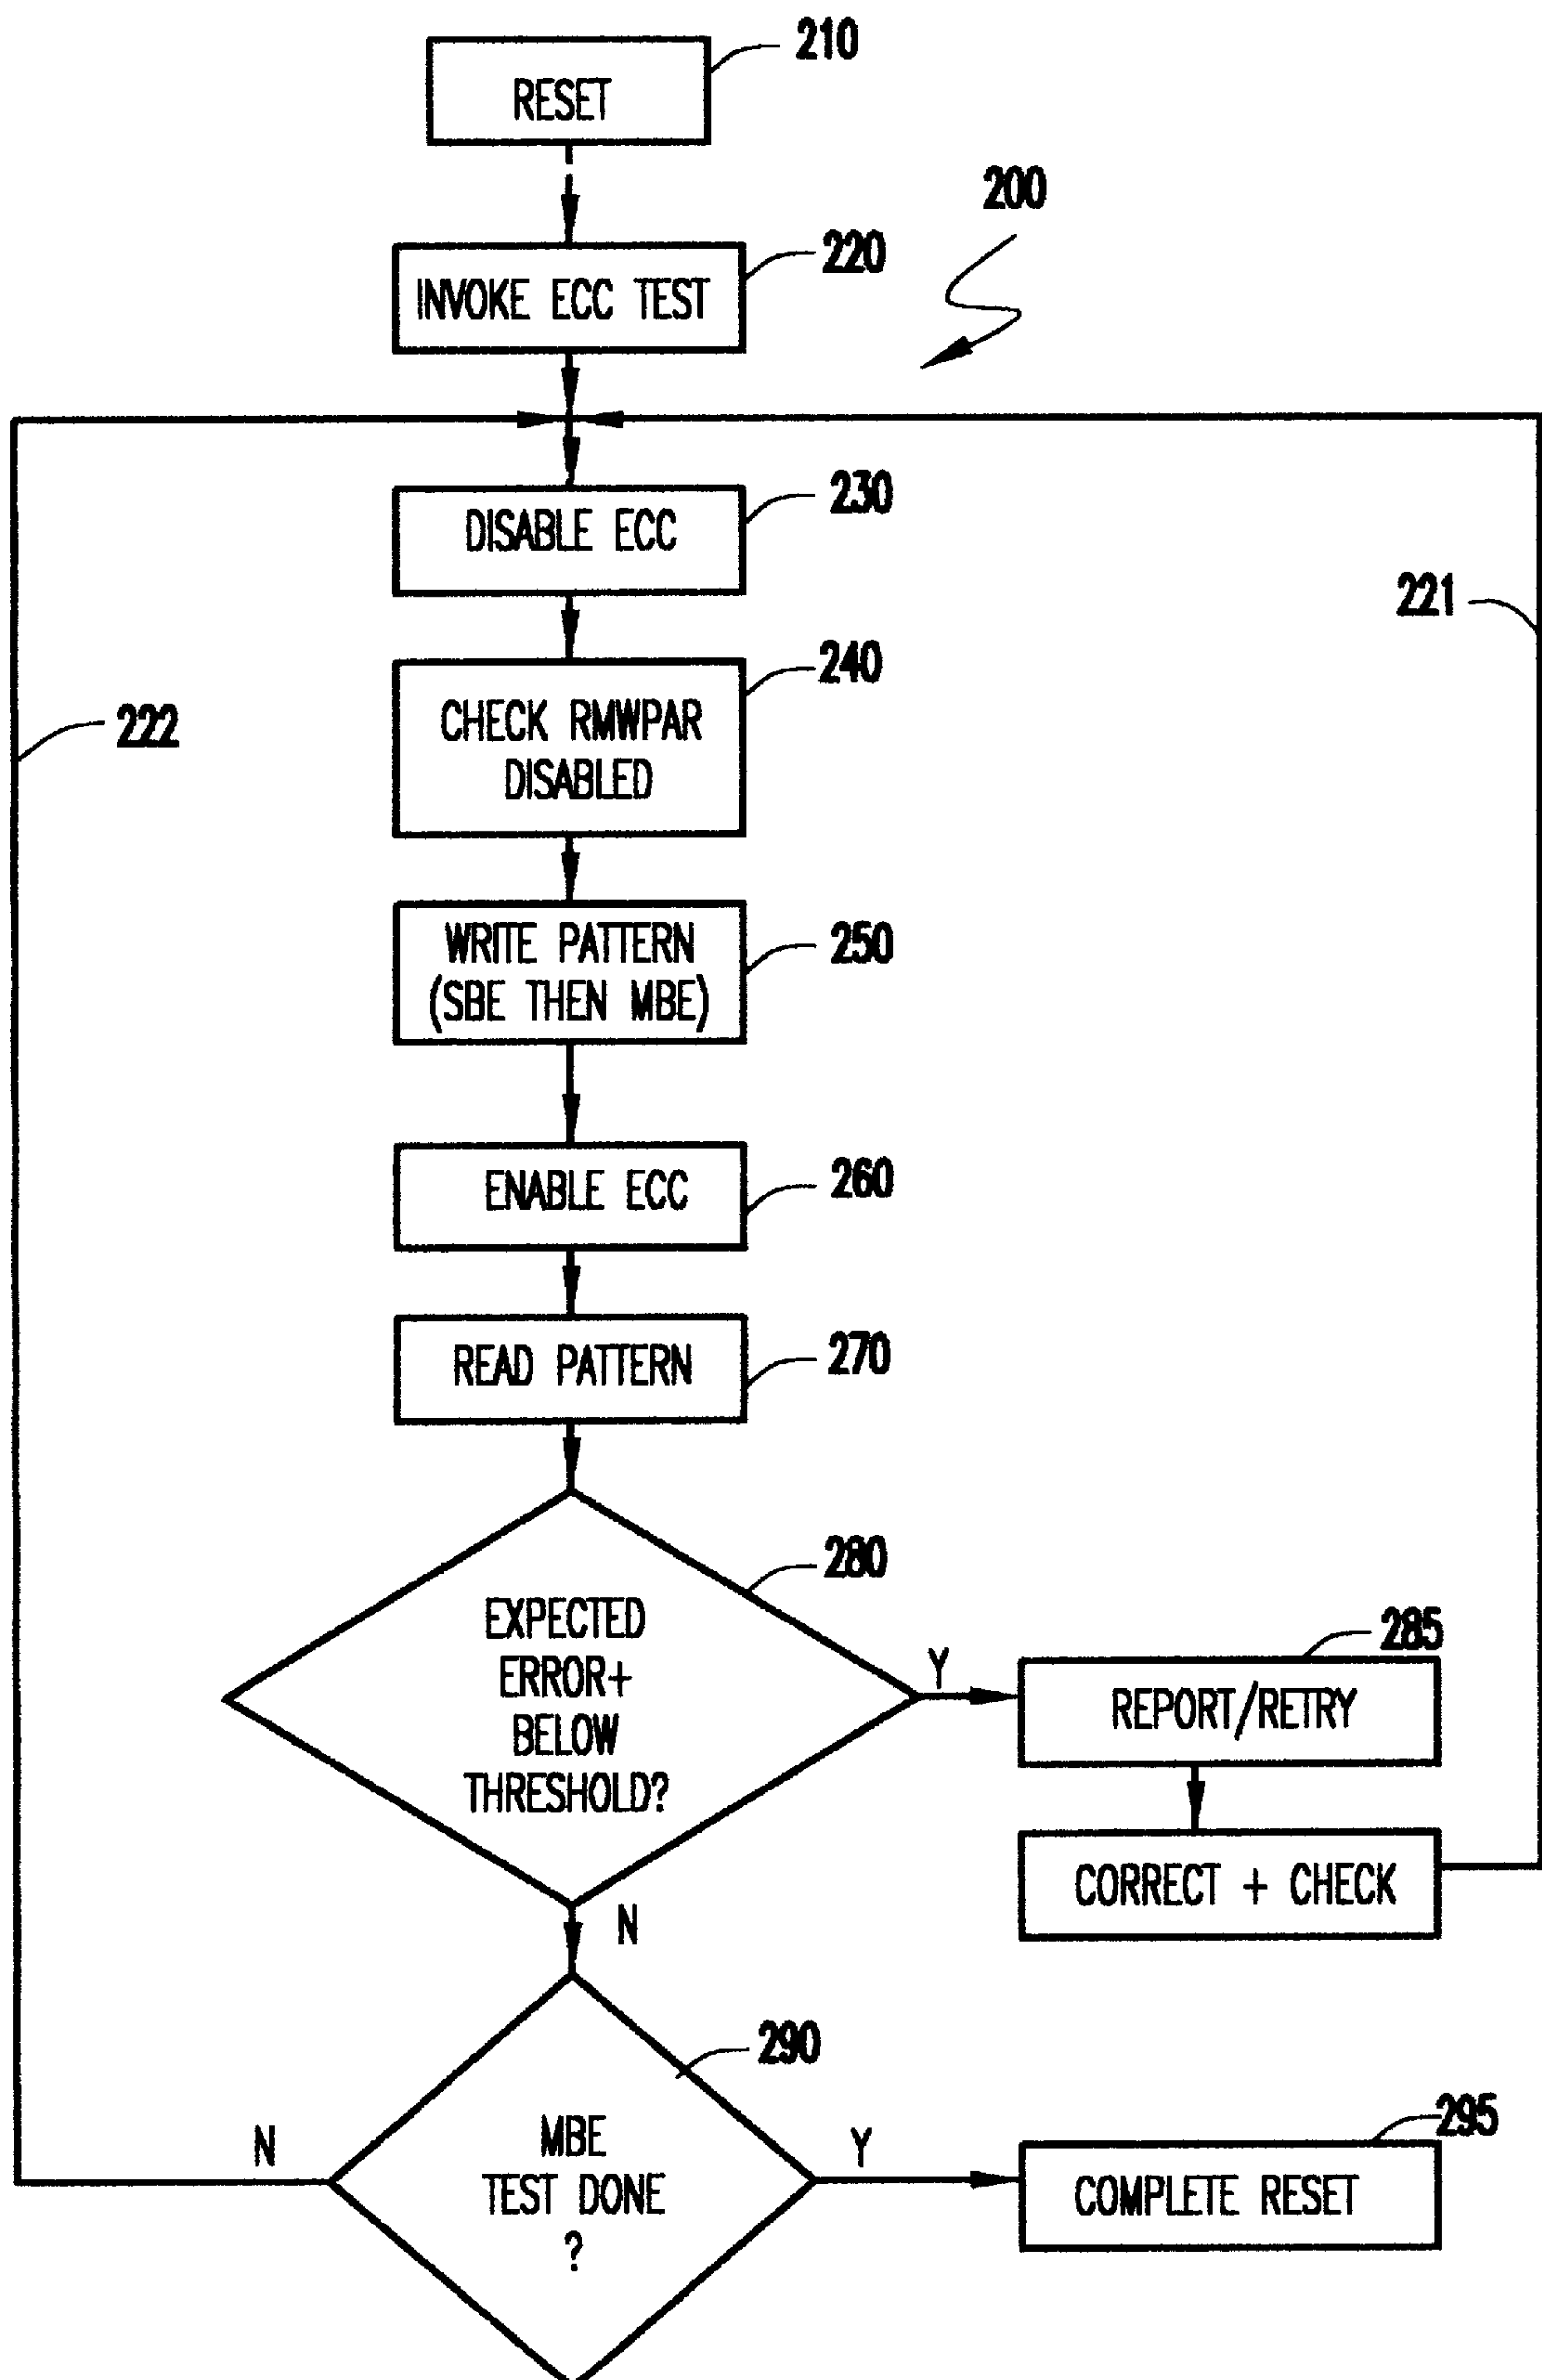 210
RESET
200
220
INVOKE ECC TEST
230
DISABLE ECC
221
240
CHECK RMWPAR
DISABLED
222
250
WRITE PATTERN
(SBE THEN MBE)
260
ENABLE ECC
270
READ PATTERN
280
EXPECTED
ERROR+
BELOW
THRESHOLD?
Y
285
REPORT/RETRY
CORRECT + CHECK
N
290
MBE
TEST DONE
?
N
Y
295
COMPLETE RESET